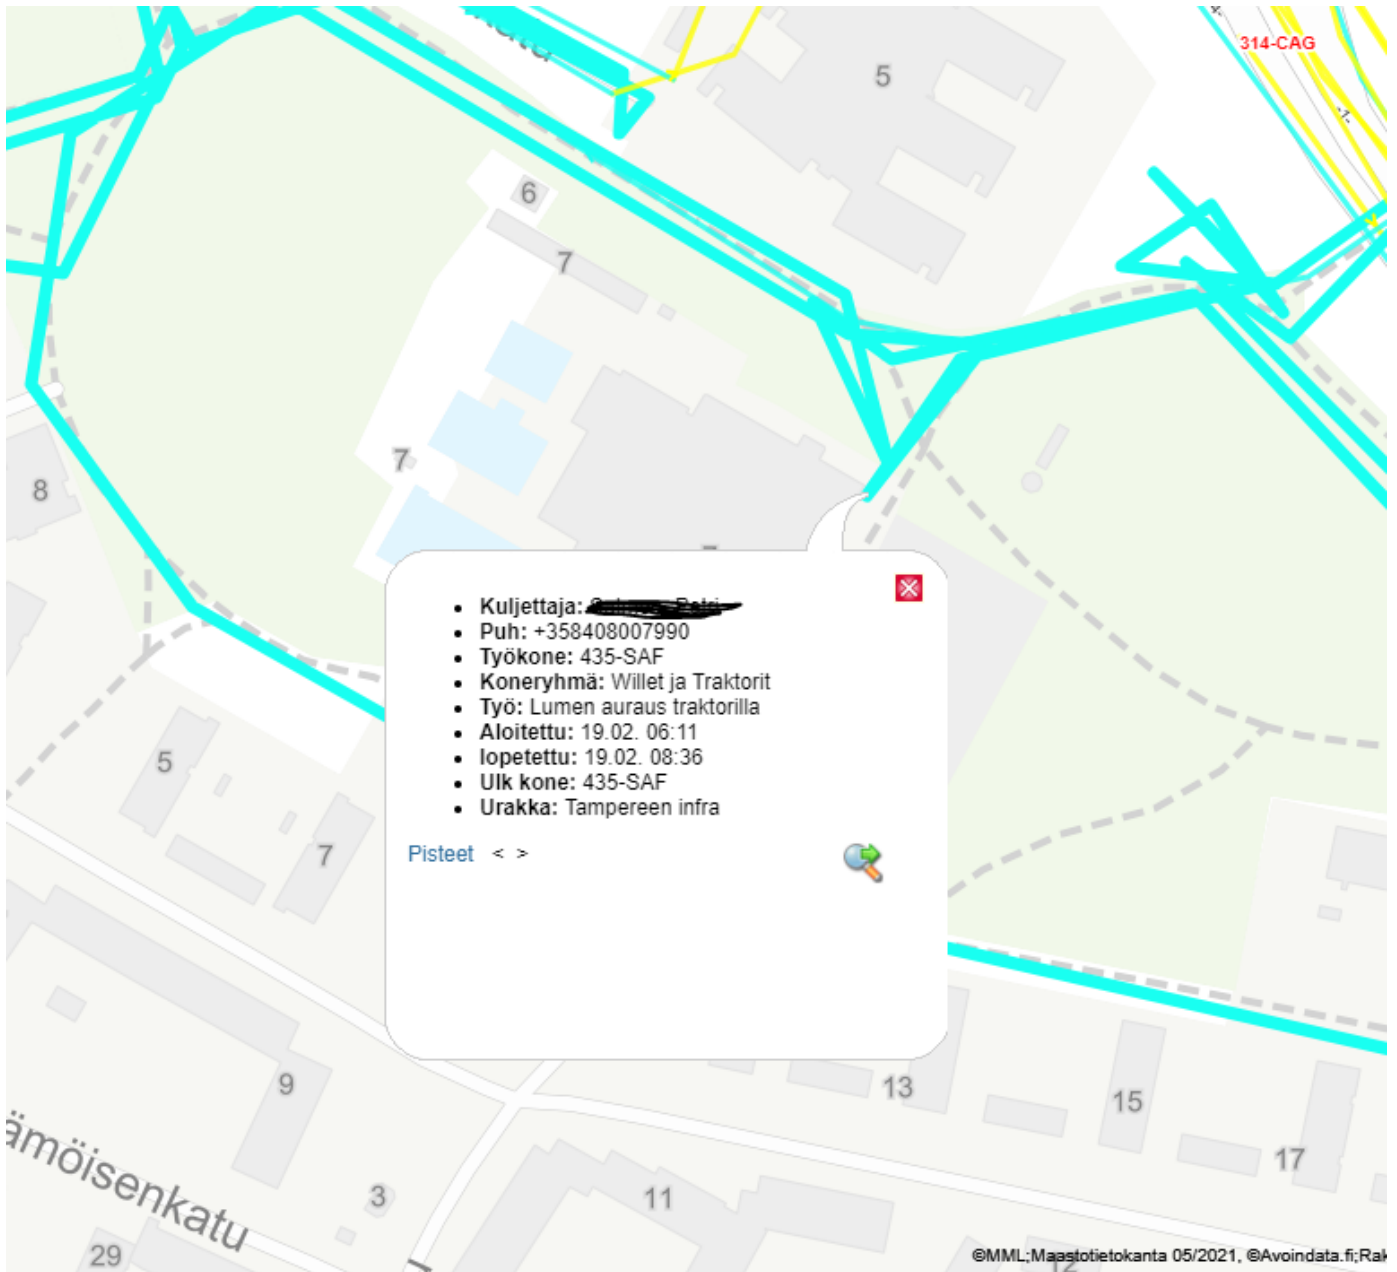 314-CAG
5
6
7
7
8
Kuljettaja:
Puh: +358408007990
Työkone: 435-SAF
Koneryhmä: Willet ja Traktorit
Työ: Lumen auraus traktorilla
Aloitettu: 19.02. 06:11
lopetettu: 19.02. 08:36
Ulk kone: 435-SAF
Urakka: Tampereen infra
Pisteet < >
5
7
9
13
15
17
ämöisenkatu
3
11
29
12
©MML;Maastotietokanta 05/2021, ©Avoindata.fi;Rak